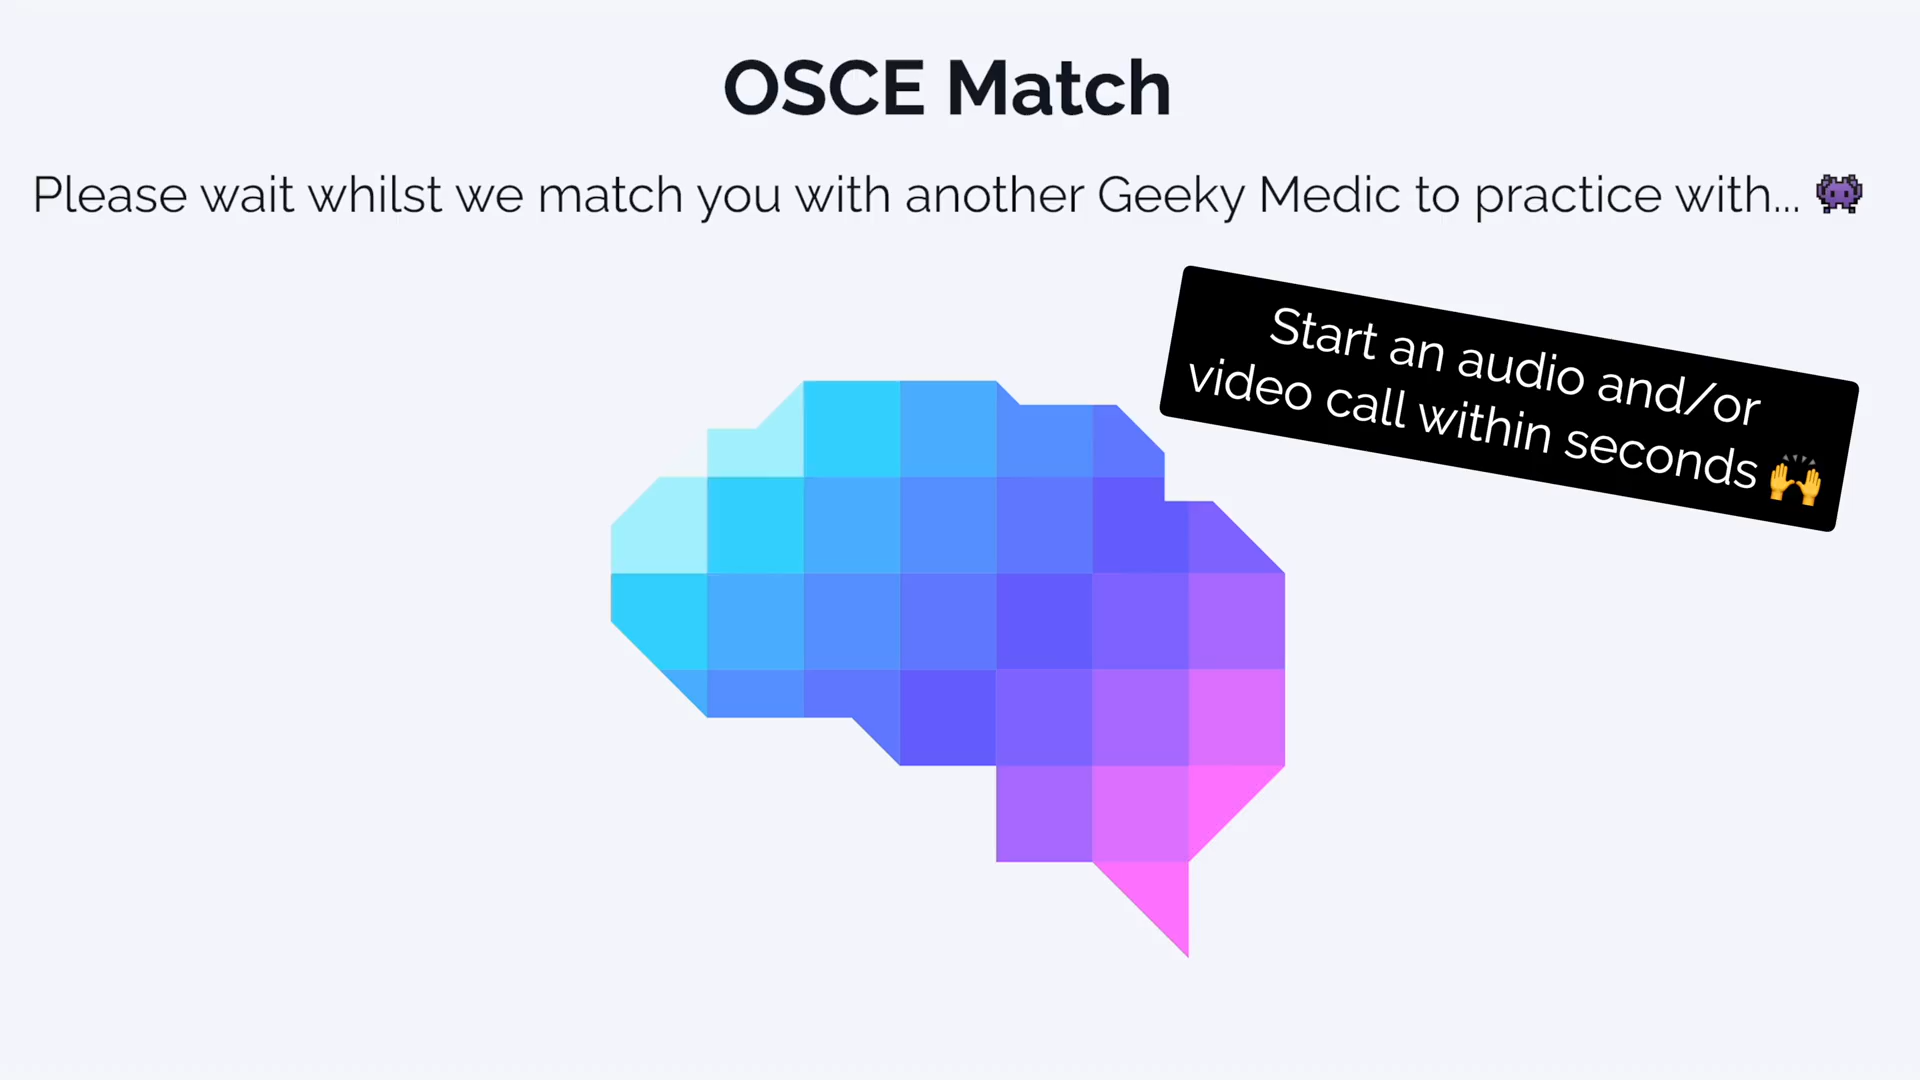 OSCE Match
Please wait whilst we match you with another Geeky Medic to practice with... 👾
Start an audio and/or
video call within seconds 🙌